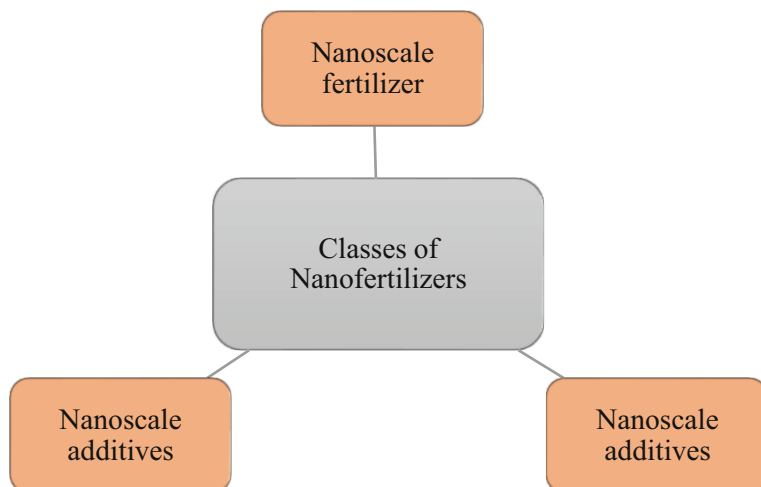 Nanoscale
fertilizer
Classes of
Nanofertilizers
Nanoscale
additives
Nanoscale
additives